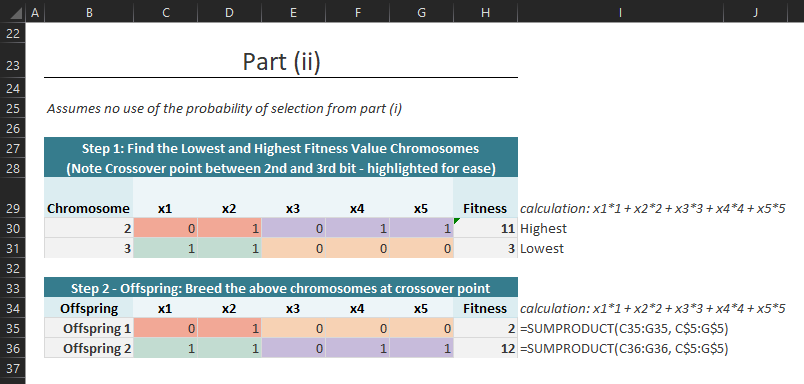 A B C D E F G H I J
22
23 Part (ii)
24
25 Assumes no use of the probability of selection from part (i)
26
27 Step 1: Find the Lowest and Highest Fitness Value Chromosomes
28 (Note Crossover point between 2nd and 3rd bit - highlighted for ease)
29 Chromosome x1 x2 x3 x4 x5 Fitness calculation: x1*1 + x2*2 + x3*3 + x4*4 + x5*5
30 2 0 1 0 1 1 11 Highest
31 3 1 1 0 0 0 3 Lowest
32
33 Step 2 - Offspring: Breed the above chromosomes at crossover point
34 Offspring x1 x2 x3 x4 x5 Fitness calculation: x1*1 + x2*2 + x3*3 + x4*4 + x5*5
35 Offspring 1 0 1 0 0 0 2 =SUMPRODUCT(C35:G35, C$5:G$5)
36 Offspring 2 1 1 0 1 1 12 =SUMPRODUCT(C36:G36, C$5:G$5)
37